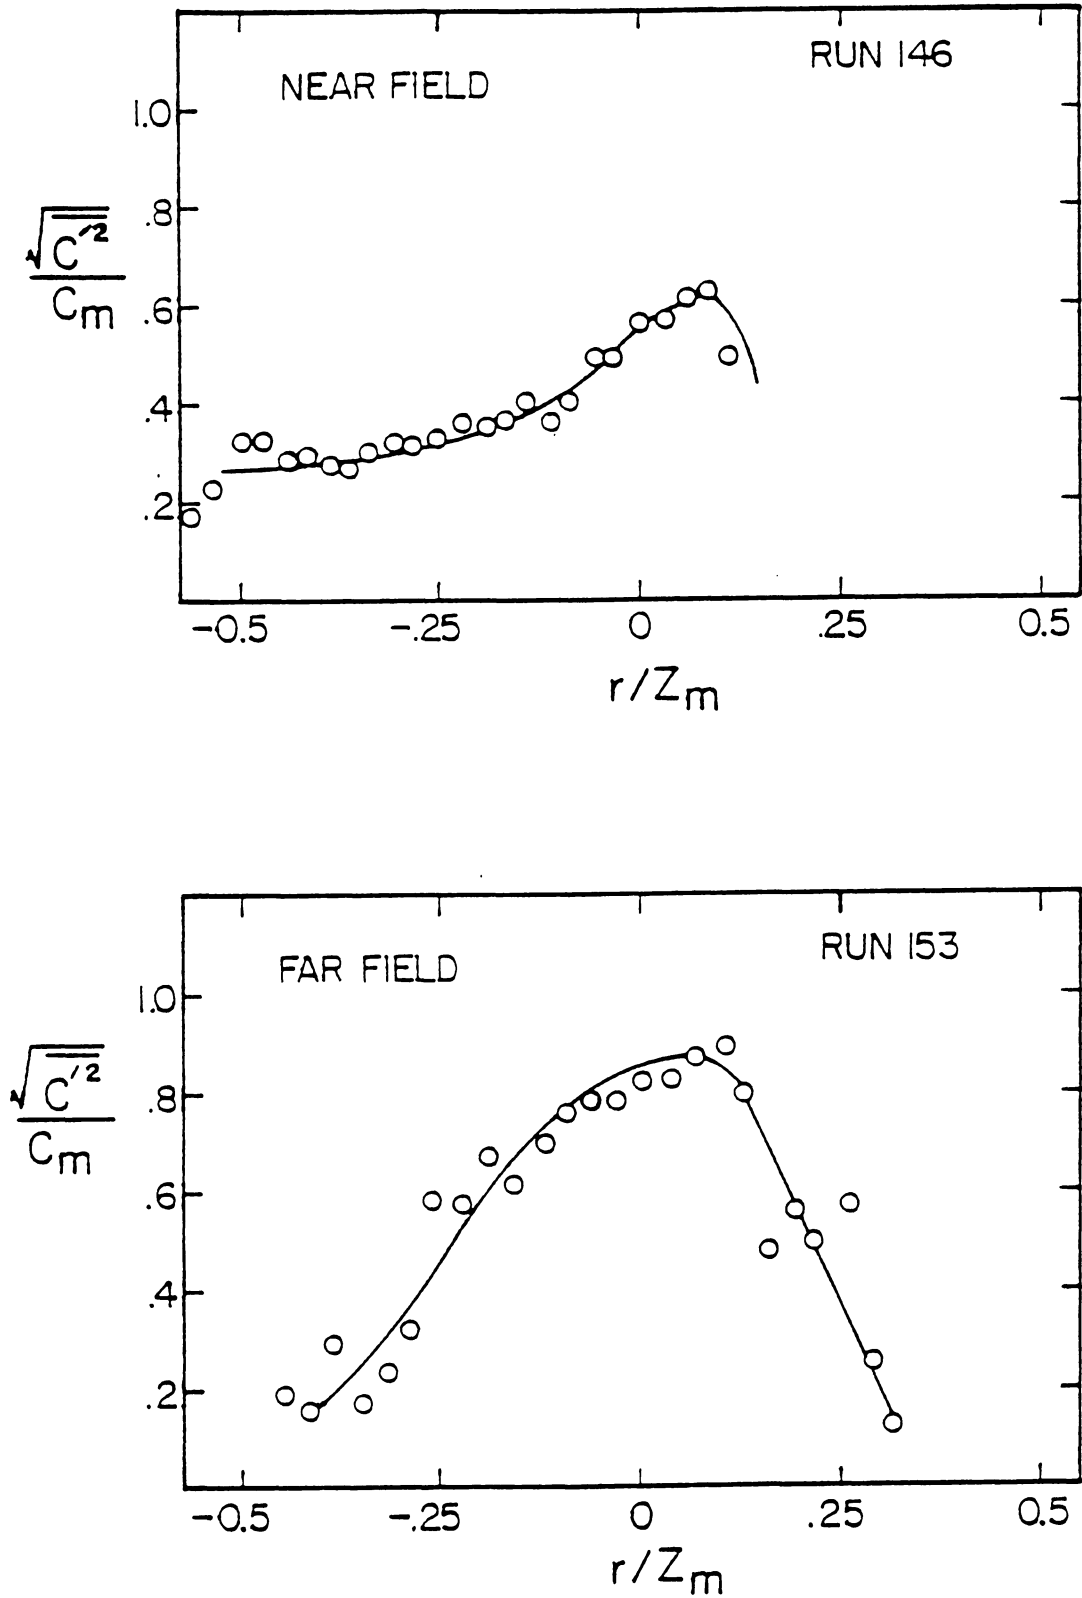 RUN 146
NEAR FIELD
1.0
.8
√C′²
Cm
.6
.4
.2
-0.5 -.25 0 .25 0.5
r/Zm
RUN 153
FAR FIELD
1.0
√C′²
Cm
.8
.6
.4
.2
-0.5 -.25 0 .25 0.5
r/Zm